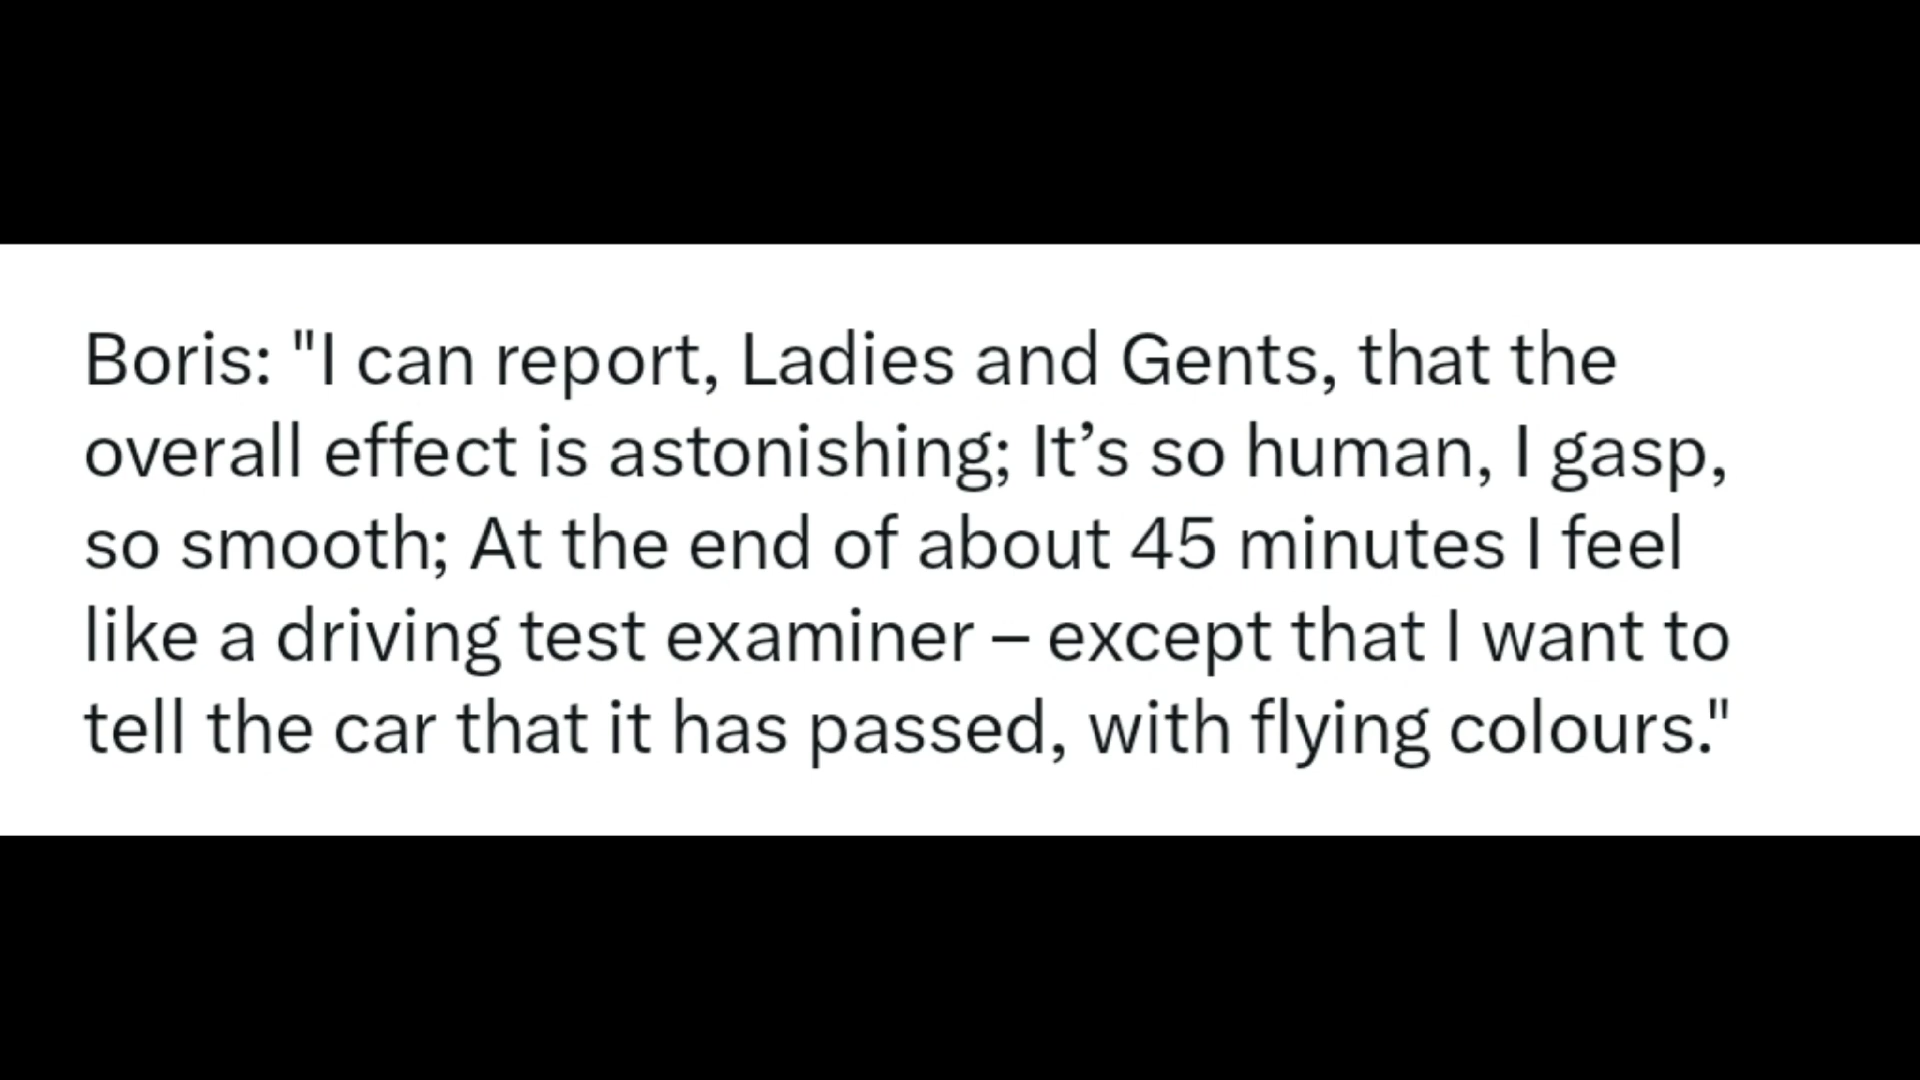 Boris: "I can report, Ladies and Gents, that the
overall effect is astonishing; It’s so human, I gasp,
so smooth; At the end of about 45 minutes I feel
like a driving test examiner – except that I want to
tell the car that it has passed, with flying colours."